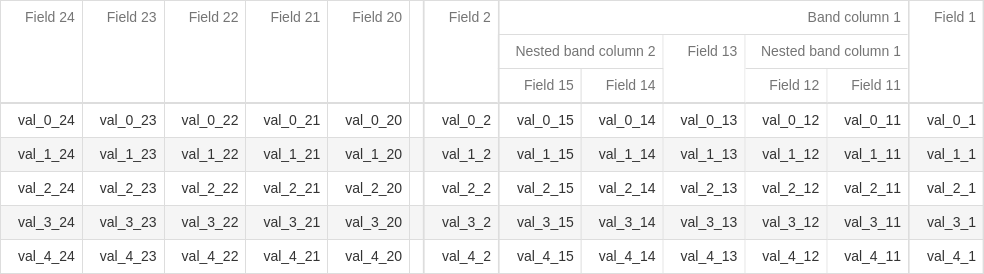 Field 24 Field 23 Field 22 Field 21 Field 20 Field 2 Band column 1 Field 1
Nested band column 2 Field 13 Nested band column 1
Field 15 Field 14 Field 12 Field 11
val_0_24 val_0_23 val_0_22 val_0_21 val_0_20 val_0_2 val_0_15 val_0_14 val_0_13 val_0_12 val_0_11 val_0_1
val_1_24 val_1_23 val_1_22 val_1_21 val_1_20 val_1_2 val_1_15 val_1_14 val_1_13 val_1_12 val_1_11 val_1_1
val_2_24 val_2_23 val_2_22 val_2_21 val_2_20 val_2_2 val_2_15 val_2_14 val_2_13 val_2_12 val_2_11 val_2_1
val_3_24 val_3_23 val_3_22 val_3_21 val_3_20 val_3_2 val_3_15 val_3_14 val_3_13 val_3_12 val_3_11 val_3_1
val_4_24 val_4_23 val_4_22 val_4_21 val_4_20 val_4_2 val_4_15 val_4_14 val_4_13 val_4_12 val_4_11 val_4_1